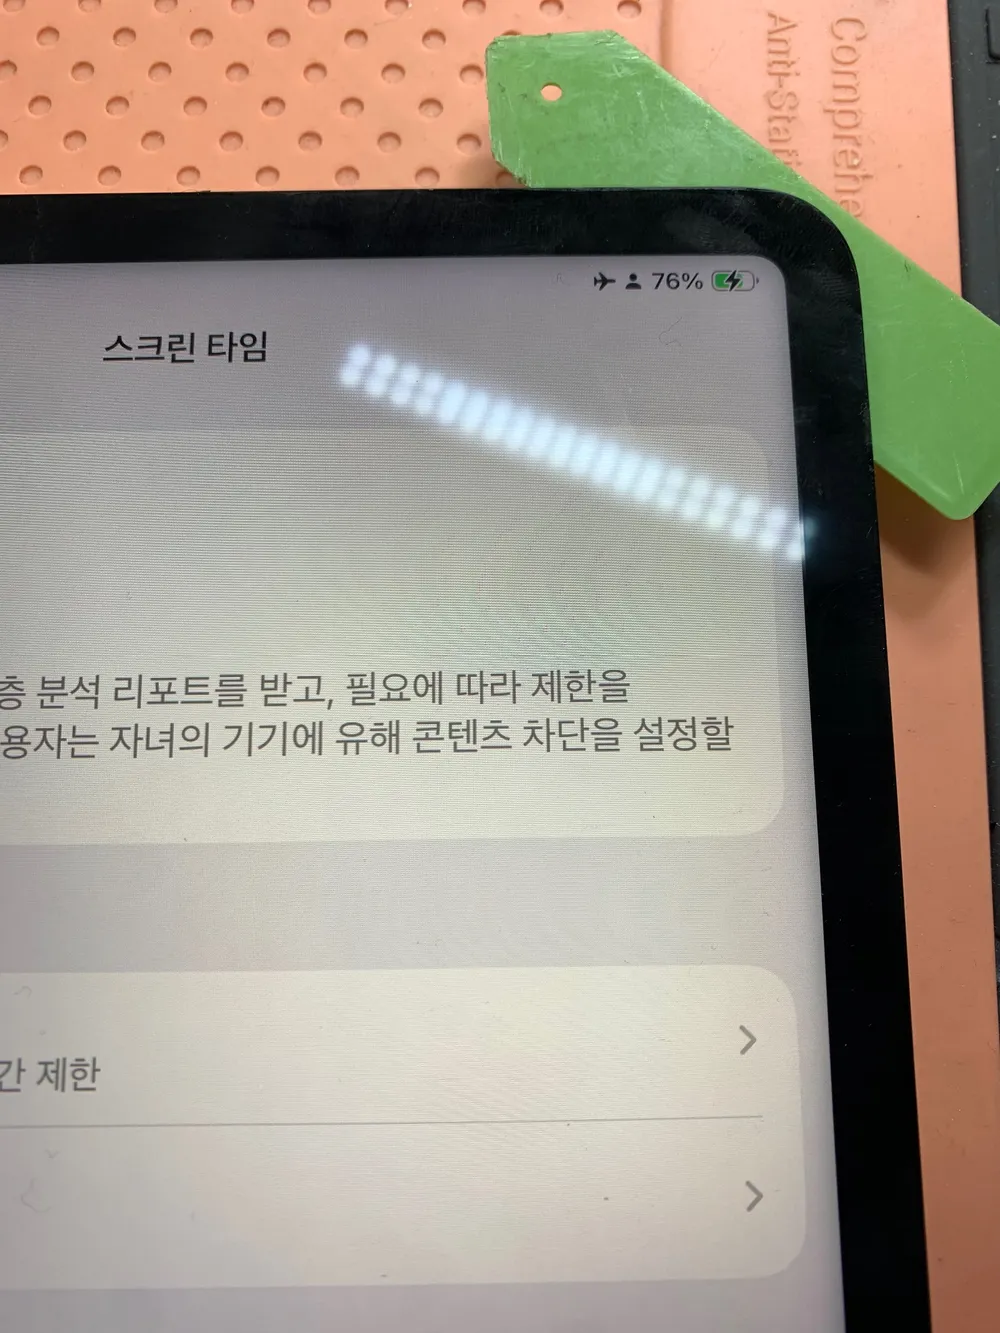 Comprehe
Anti-Stati
76%
스크린 타임
층 분석 리포트를 받고, 필요에 따라 제한을
용자는 자녀의 기기에 유해 콘텐츠 차단을 설정할
간 제한